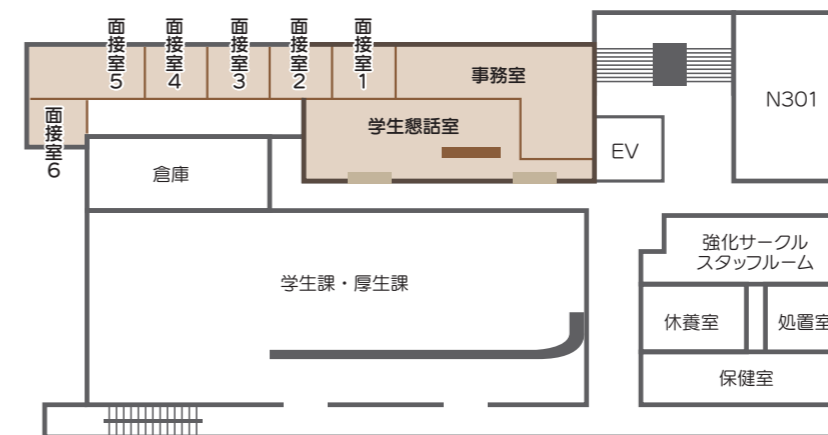 面接室5
面接室4
面接室3
面接室2
面接室1
事務室
学生懇話室
面接室6
倉庫
EV
N301
学生課・厚生課
強化サークル
スタッフルーム
休養室
処置室
保健室